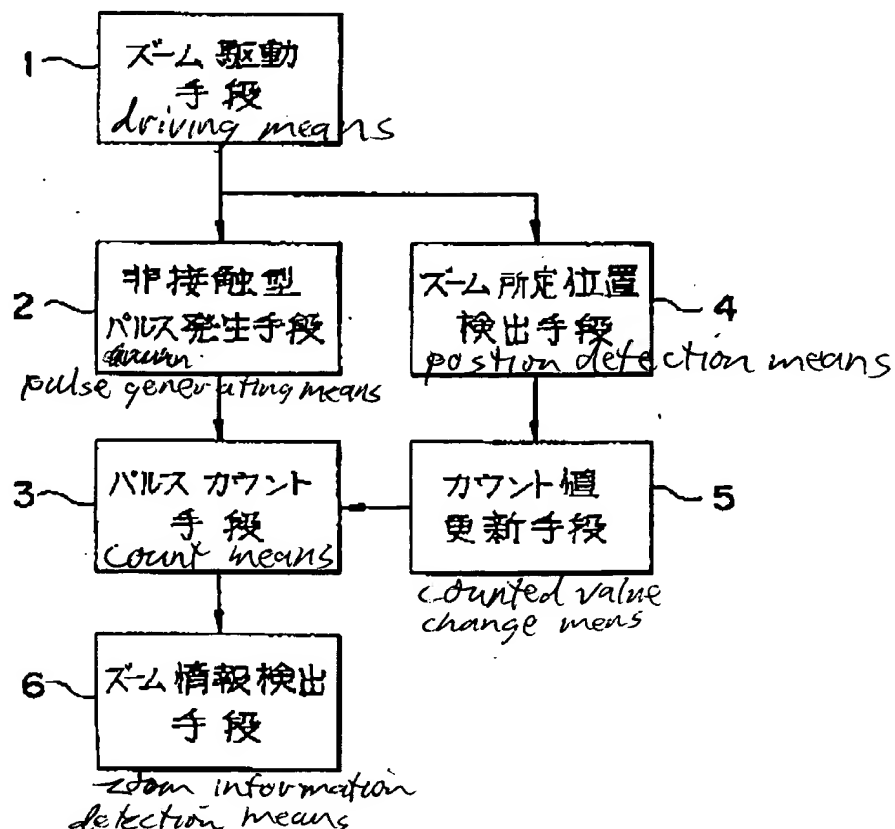 1
ズーム 駆動
手 段
driving means
2
非接触型
パルス発生手段
pulse generating means
4
ズーム 所定位置
検出手段
position detection means
3
パルス カウント
手 段
count means
5
カウント値
更新手段
counted value
change mens
6
ズーム 情報検出
手 段
zoom information
detection means